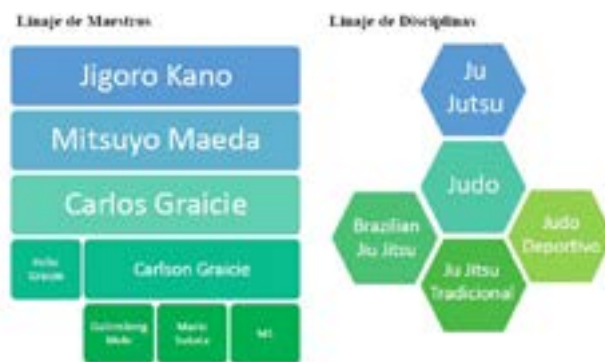 Linaje de Maestros
Jigoro Kano
Mitsuyo Maeda
Carlos Graicie
Carlson Graicie
Linaje de Disciplinas
Ju
Jutsu
Judo
Brazilian
Jiu Jitsu
Judo
Deportivo
Ju Jitsu
Tradicional